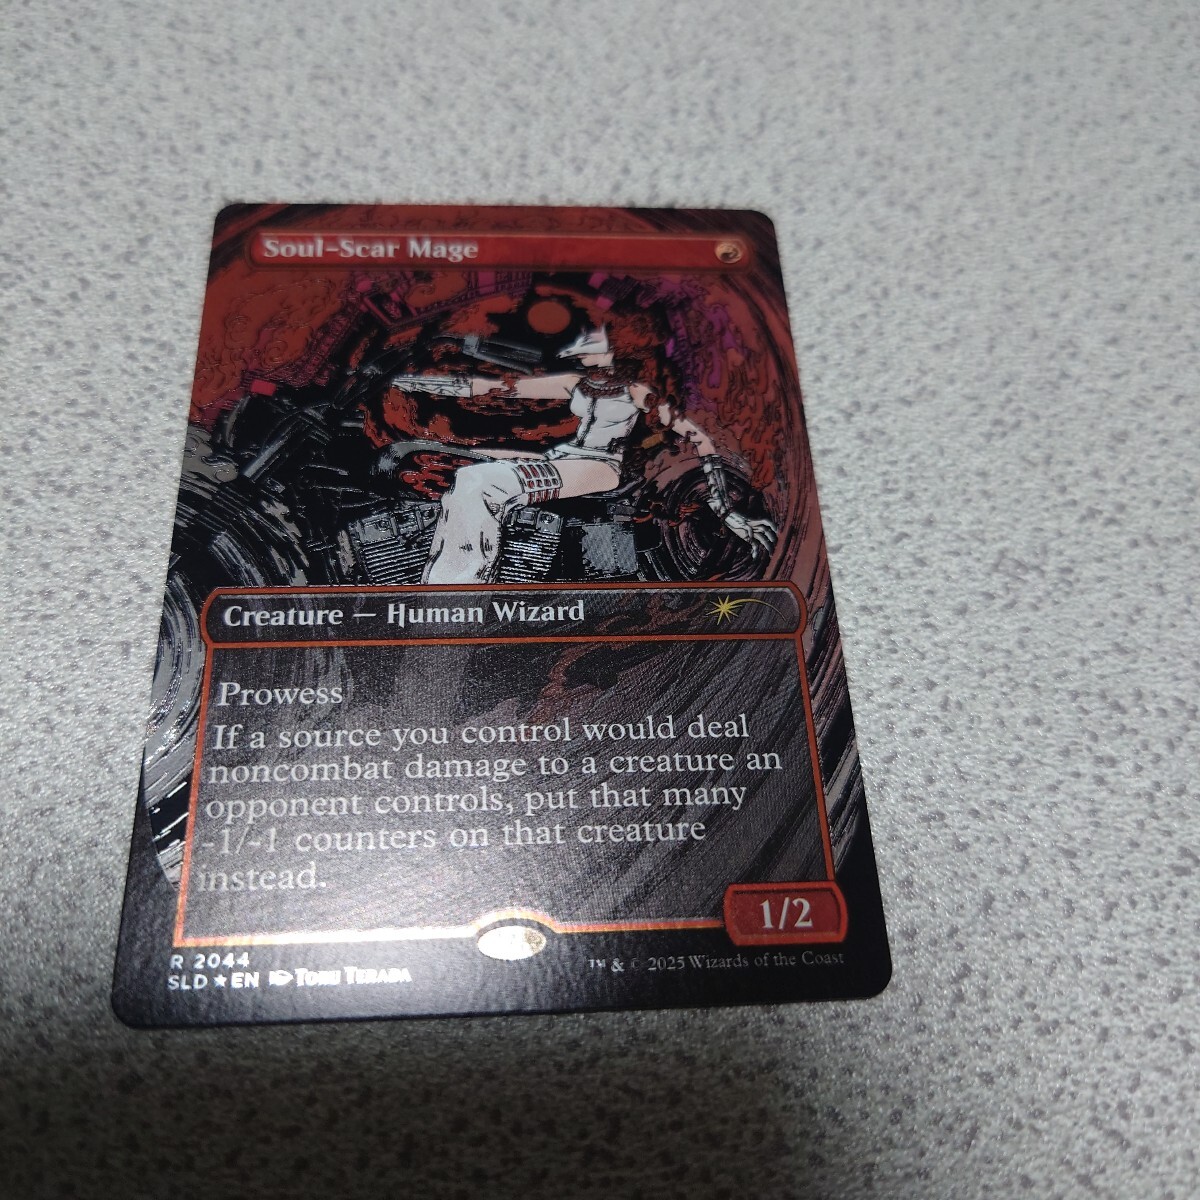 Soul-Scar Mage
Creature — Human Wizard
Prowess
If a source you control would deal
noncombat damage to a creature an
opponent controls, put that many
-1/-1 counters on that creature
instead.
1/2
R 2044
SLD ★ EN Toru Terada
™ & © 2025 Wizards of the Coast